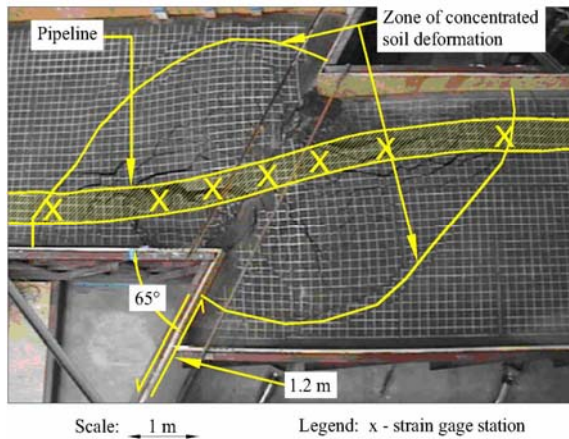 Pipeline
Zone of concentrated
soil deformation
X X X X X X X
65°
1.2 m
Scale: 1 m
Legend: x - strain gage station